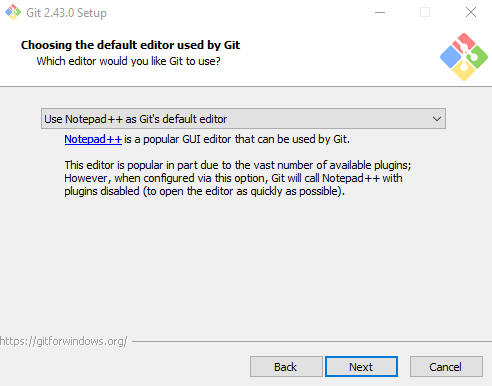 Git 2.43.0 Setup
Choosing the default editor used by Git
Which editor would you like Git to use?
Use Notepad++ as Git's default editor
Notepad++ is a popular GUI editor that can be used by Git.
This editor is popular in part due to the vast number of available plugins;
However, when configured via this option, Git will call Notepad++ with
plugins disabled (to open the editor as quickly as possible).
https://gitforwindows.org/
Back
Next
Cancel